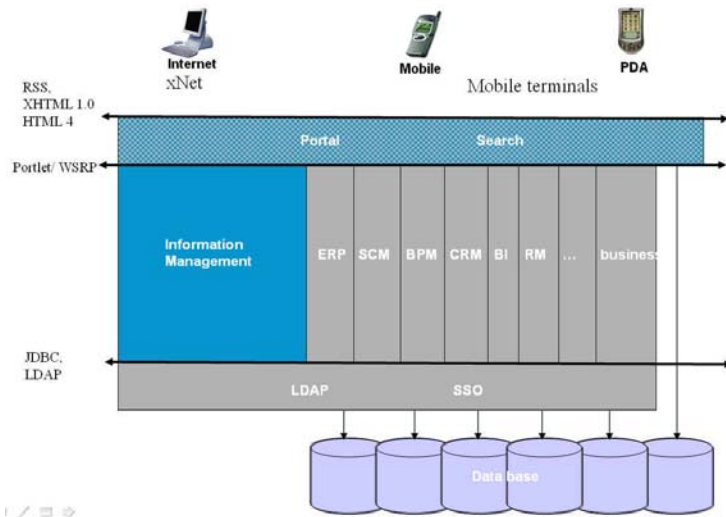 Internet
xNet
Mobile
Mobile terminals
PDA
RSS,
XHTML 1.0
HTML 4
Portal
Search
Portlet/ WSRP
Information
Management
ERP
SCM
BPM
CRM
BI
RM
...
business
JDBC,
LDAP
LDAP
SSO
Data base